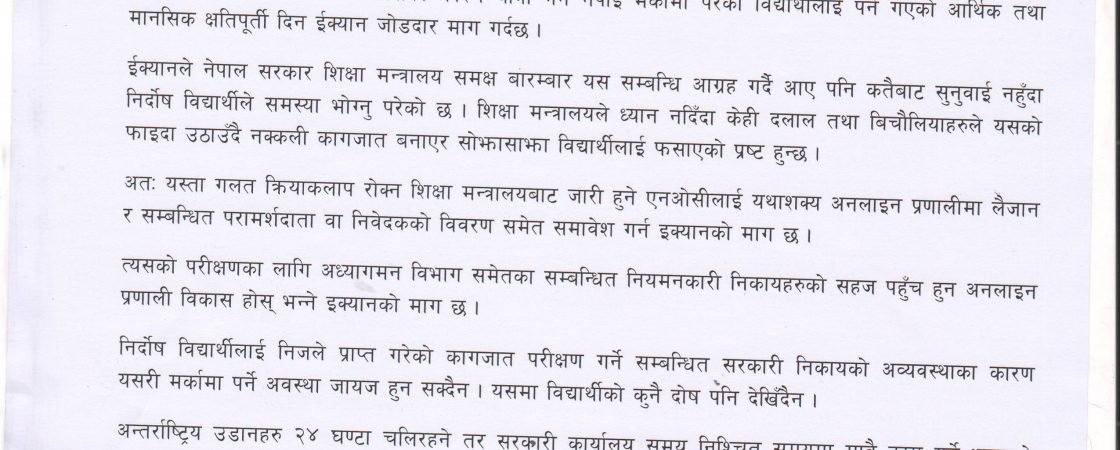 विद्यार्थीलाई पर्न गएको आर्थिक तथा
मानसिक क्षतिपूर्ती दिन ईक्यान जोडदार माग गर्दछ ।
ईक्यानले नेपाल सरकार शिक्षा मन्त्रालय समक्ष बारम्बार यस सम्बन्धि आग्रह गर्दै आए पनि कतैबाट सुनुवाई नहुँदा
निर्दोष विद्यार्थीले समस्या भोग्नु परेको छ । शिक्षा मन्त्रालयले ध्यान नदिँदा केही दलाल तथा बिचौलियाहरुले यसको
फाइदा उठाउँदै नक्कली कागजात बनाएर सोझासाझा विद्यार्थीलाई फसाएको प्रष्ट हुन्छ ।
अतः यस्ता गलत क्रियाकलाप रोक्न शिक्षा मन्त्रालयबाट जारी हुने एनओसीलाई यथाशक्य अनलाइन प्रणालीमा लैजान
र सम्बन्धित परामर्शदाता वा निवेदकको विवरण समेत समावेश गर्न इक्यानको माग छ ।
त्यसको परीक्षणका लागि अध्यागमन विभाग समेतका सम्बन्धित नियमनकारी निकायहरुको सहज पहुँच हुन अनलाइन
प्रणाली विकास होस् भन्ने इक्यानको माग छ ।
निर्दोष विद्यार्थीलाई निजले प्राप्त गरेको कागजात परीक्षण गर्ने सम्बन्धित सरकारी निकायको अव्यवस्थाका कारण
यसरी मर्कामा पर्ने अवस्था जायज हुन सक्दैन । यसमा विद्यार्थीको कुनै दोष पनि देखिँदैन ।
अन्तर्राष्ट्रिय उडानहरु २४ घण्टा चलिरहने तर सरकारी कार्यालय समय निश्चित